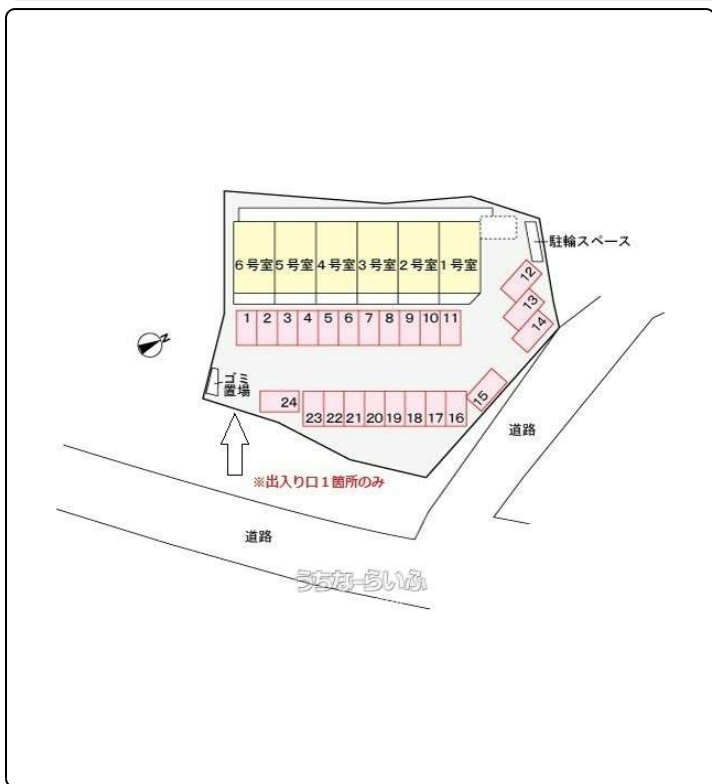 6号室 5号室 4号室 3号室 2号室 1号室
駐輪スペース
12
13
14
1 2 3 4 5 6 7 8 9 10 11
N
ゴミ
置場
24
23 22 21 20 19 18 17 16
15
道路
※出入り口1箇所のみ
道路
うちなーらいふ